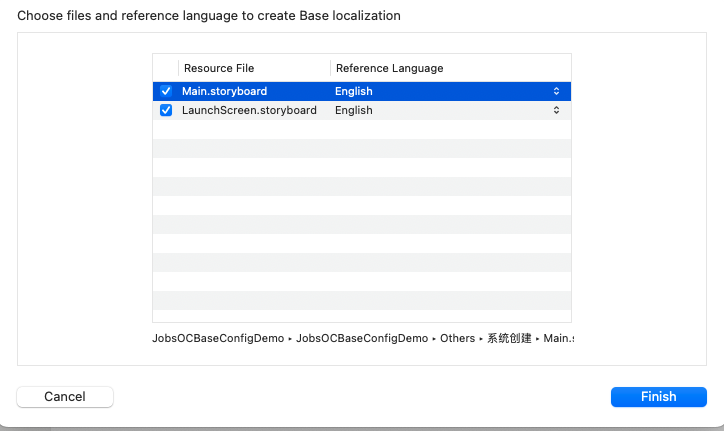 Choose files and reference language to create Base localization
Resource File Reference Language
Main.storyboard English
LaunchScreen.storyboard English
JobsOCBaseConfigDemo ▸ JobsOCBaseConfigDemo ▸ Others ▸ 系统创建 ▸ Main.s
Cancel Finish